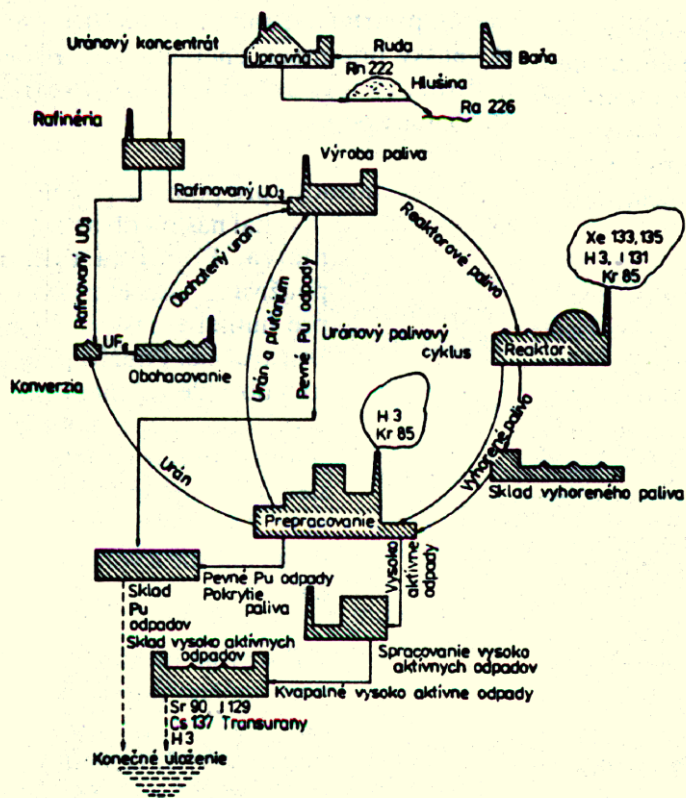 Uránový koncentrát
Úpravňa
Ruda
Baňa
Rn 222
Hlušina
Ra 226
Rafinéria
Výroba paliva
Rafinovaný UO₃
Rafinovaný UO₃
Obohatený urán
Urán a plutónium
Pevné Pu odpady
Reaktorové palivo
Xe 133, 135
H 3, J 131
Kr 85
Uránový palivový
cyklus
Reaktor
UF₆
Obohacovanie
Konverzia
H 3
Kr 85
Vyhorené palivo
Sklad vyhoreného paliva
Urán
Prepracovanie
Vysoko
aktívne
odpady
Pevné Pu odpady
Pokrytie
paliva
Sklad
Pu
odpadov
Spracovanie vysoko
aktívnych odpadov
Sklad vysoko aktívnych
odpadov
Kvapalné vysoko aktívne odpady
Sr 90, J 129
Cs 137 Transurany
H 3
Konečné uloženie